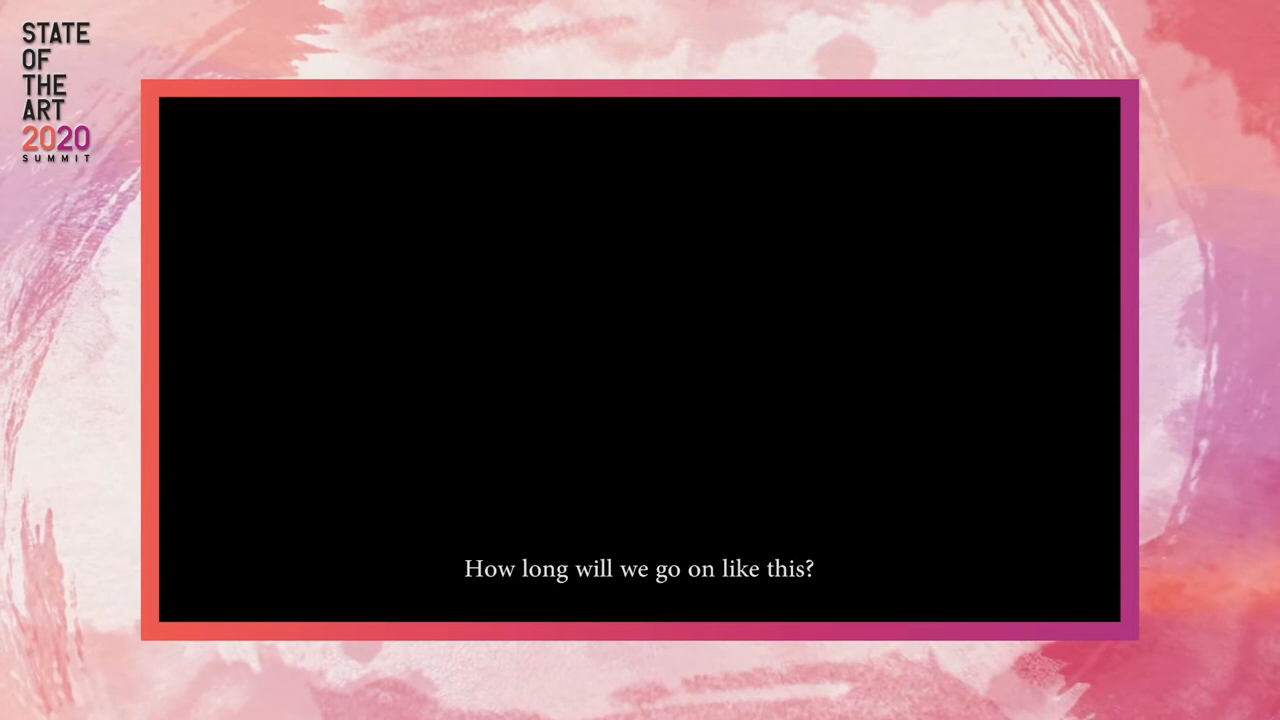 STATE
OF
THE
ART
2020
SUMMIT
How long will we go on like this?